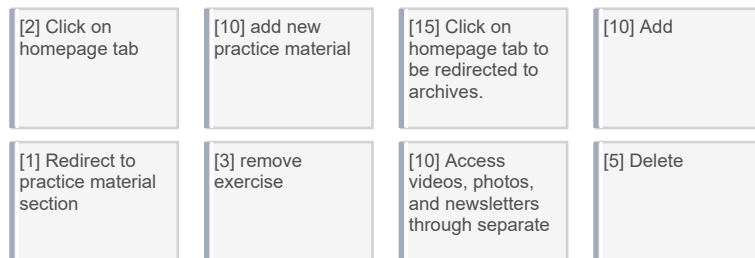 [2] Click on
homepage tab
[10] add new
practice material
[15] Click on
homepage tab to
be redirected to
archives.
[10] Add
[1] Redirect to
practice material
section
[3] remove
exercise
[10] Access
videos, photos,
and newsletters
through separate
[5] Delete